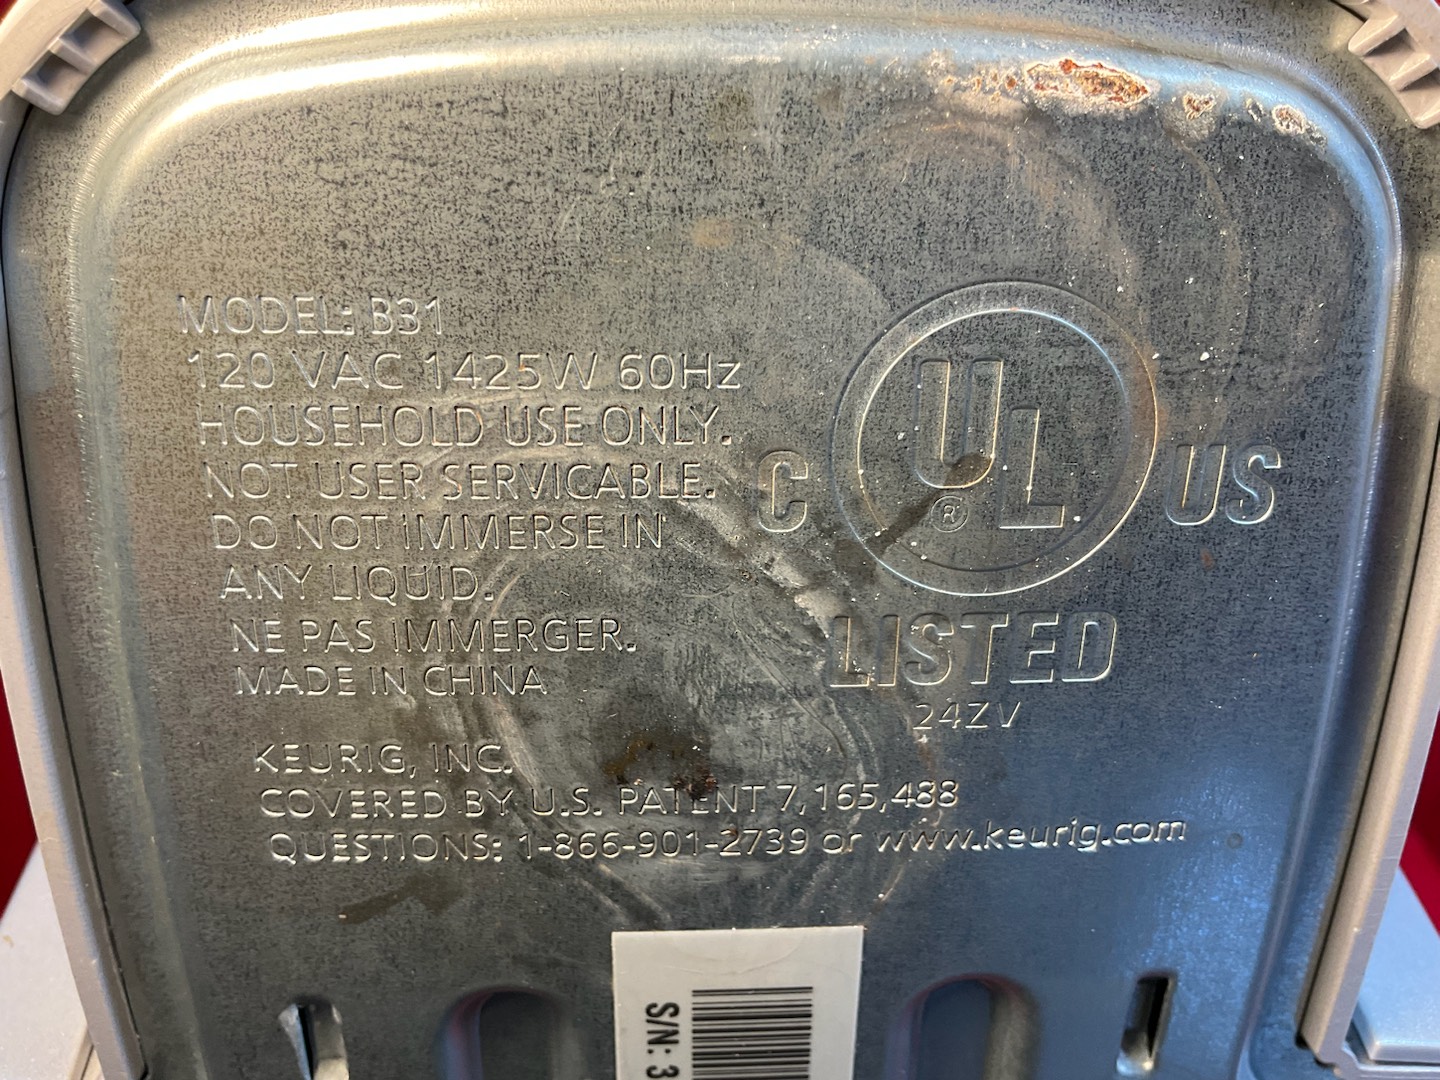 MODEL: B31
120 VAC 1425W 60Hz
HOUSEHOLD USE ONLY.
NOT USER SERVICABLE.
DO NOT IMMERSE IN
ANY LIQUID.
NE PAS IMMERGER.
MADE IN CHINA
C UL ® US
LISTED
24ZV
KEURIG, INC.
COVERED BY U.S. PATENT 7,165,488
QUESTIONS: 1-866-901-2739 or www.keurig.com
S/N: 3